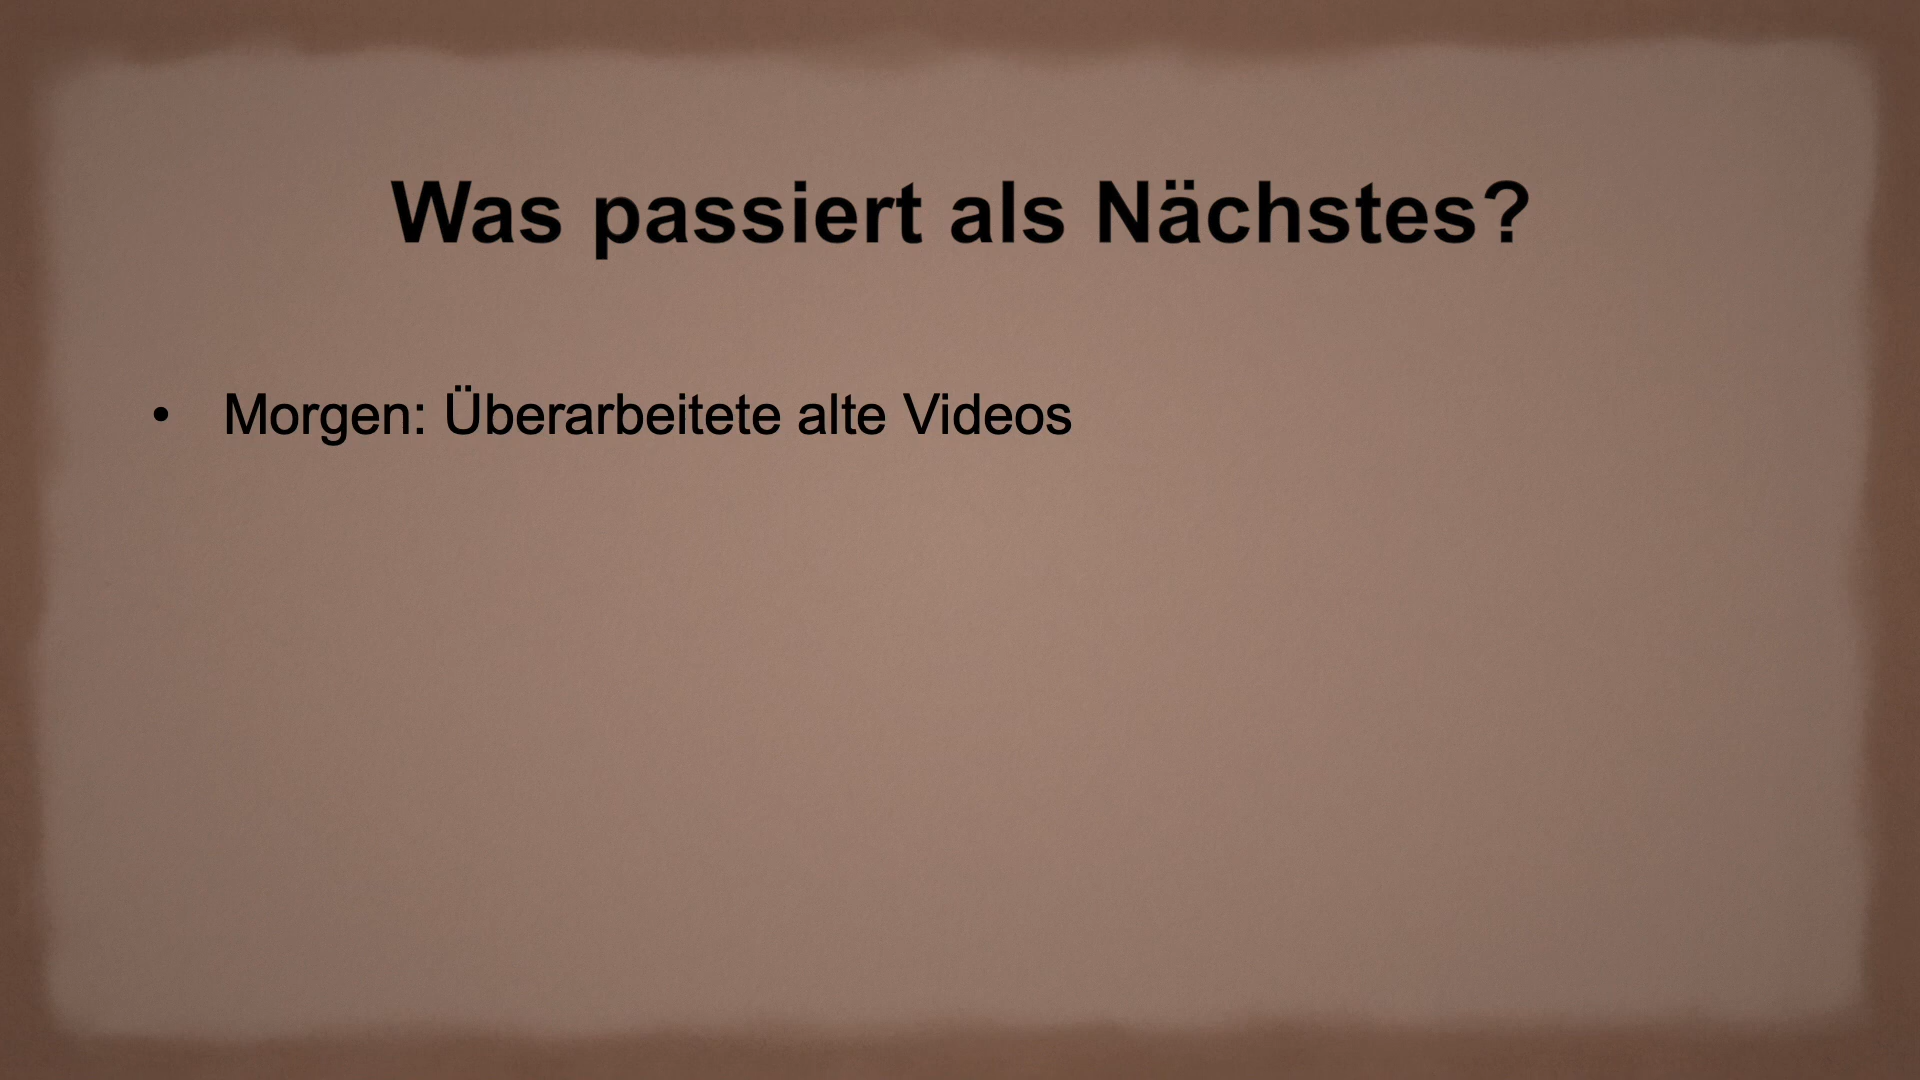 Was passiert als Nächstes?
• Morgen: Überarbeitete alte Videos